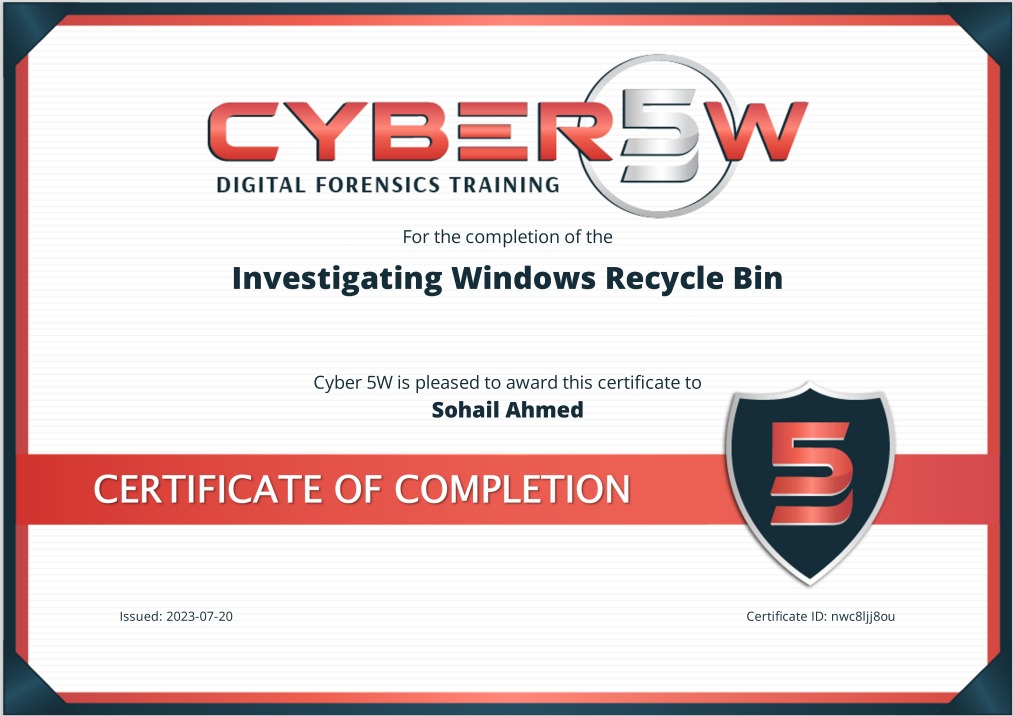 CYBER5W
DIGITAL FORENSICS TRAINING
For the completion of the
Investigating Windows Recycle Bin
Cyber 5W is pleased to award this certificate to
Sohail Ahmed
CERTIFICATE OF COMPLETION
5
Issued: 2023-07-20
Certificate ID: nwc8ljj8ou